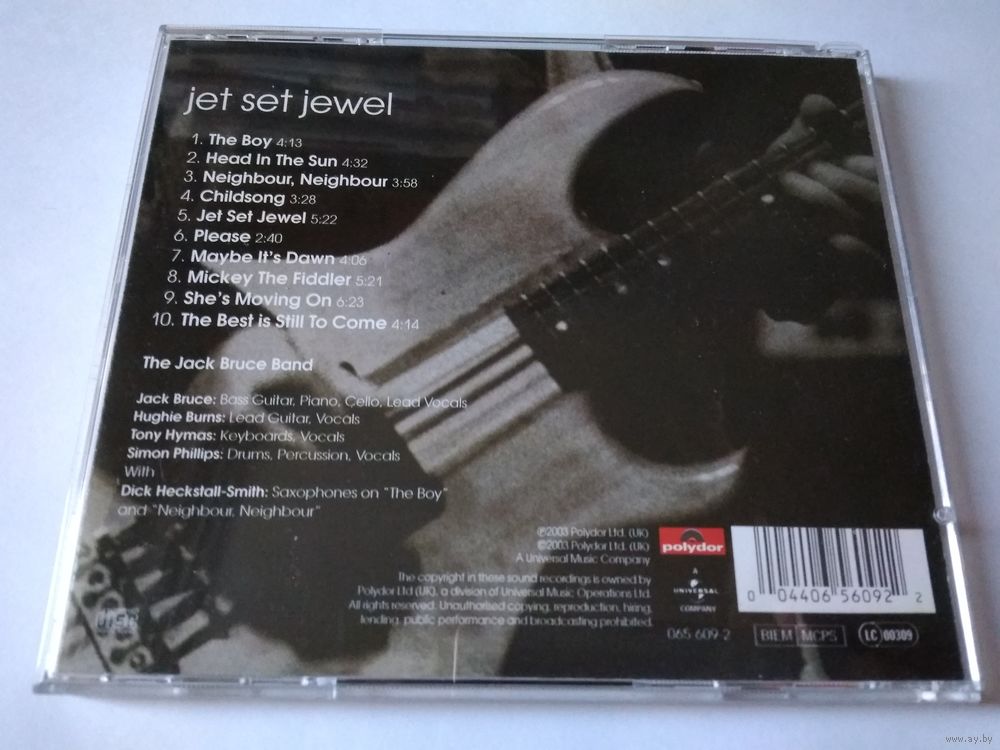 jet set jewel
1. The Boy 4:13
2. Head In The Sun 4:32
3. Neighbour, Neighbour 3:58
4. Childsong 3:28
5. Jet Set Jewel 5:22
6. Please 2:40
7. Maybe It's Dawn 4:06
8. Mickey The Fiddler 5:21
9. She's Moving On 6:23
10. The Best is Still To Come 4:14
The Jack Bruce Band
Jack Bruce: Bass Guitar, Piano, Cello, Lead Vocals
Hughie Burns: Lead Guitar, Vocals
Tony Hymas: Keyboards, Vocals
Simon Phillips: Drums, Percussion, Vocals
With
Dick Heckstall-Smith: Saxophones on "The Boy"
and "Neighbour, Neighbour"
℗2003 Polydor Ltd. (UK)
©2003 Polydor Ltd. (UK)
A Universal Music Company
The copyright in these sound recordings is owned by
Polydor Ltd (UK), a division of Universal Music Operations Ltd.
All rights reserved. Unauthorised copying, reproduction, hiring,
lending, public performance and broadcasting prohibited.
polydor
A
UNIVERSAL
COMPANY
0 04406 56092 2
065 609-2
BIEM MCPS
LC 00309
disc
www.ay.by